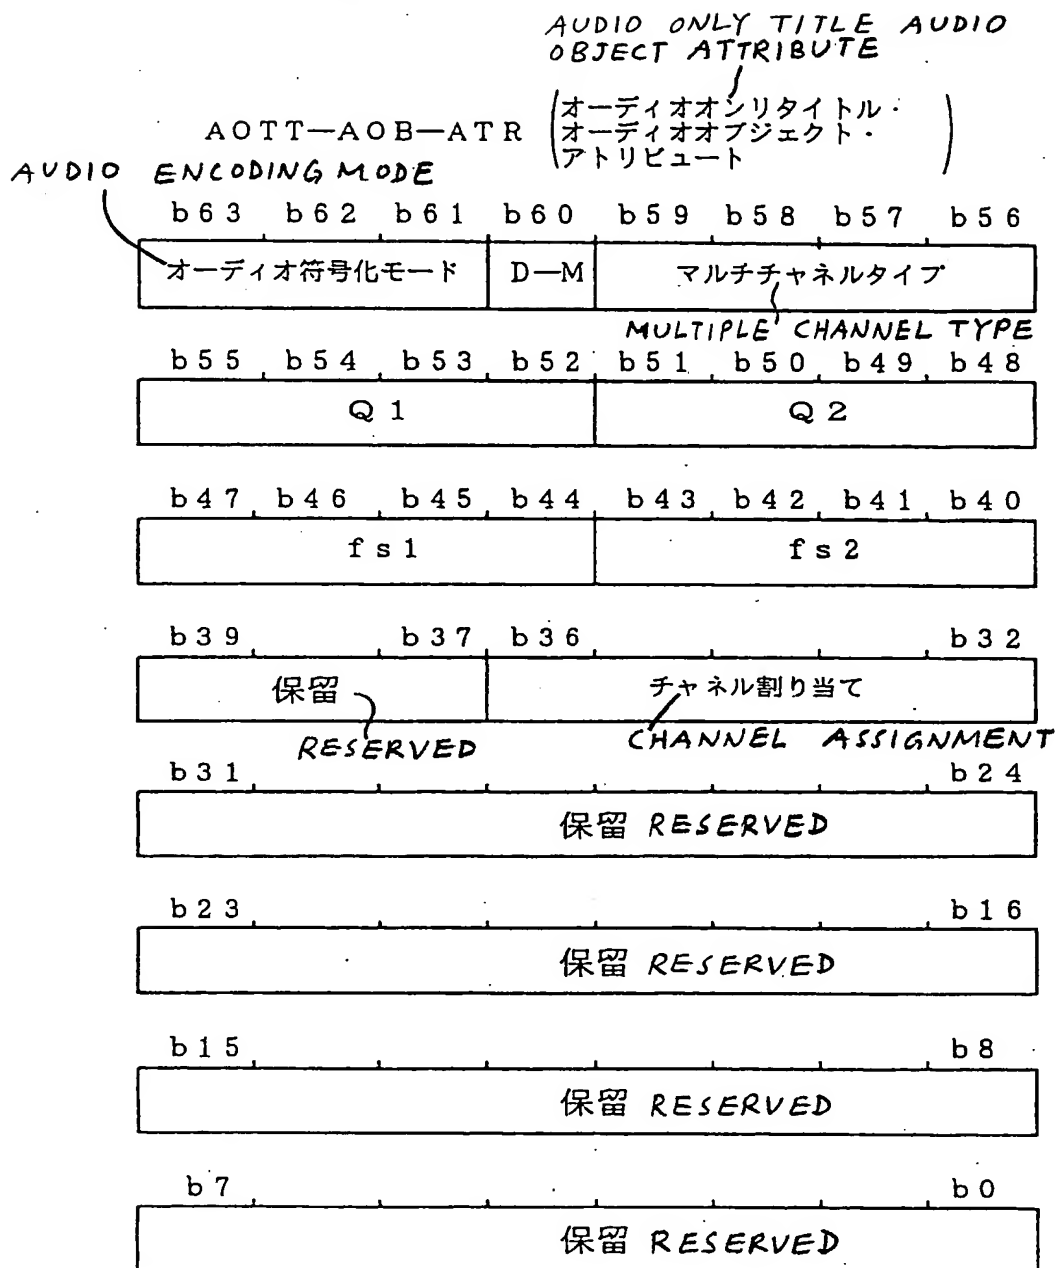 AUDIO ONLY TITLE AUDIO
OBJECT ATTRIBUTE
AOTT—AOB—ATR
(オーディオオンリタイトル・
オーディオオブジェクト・
アトリビュート)
AUDIO ENCODING MODE
b63 b62 b61 b60 b59 b58 b57 b56
オーディオ符号化モード D—M マルチチャネルタイプ
MULTIPLE CHANNEL TYPE
b55 b54 b53 b52 b51 b50 b49 b48
Q1 Q2
b47 b46 b45 b44 b43 b42 b41 b40
fs1 fs2
b39 b37 b36 b32
保留 チャネル割り当て
RESERVED CHANNEL ASSIGNMENT
b31 b24
保留 RESERVED
b23 b16
保留 RESERVED
b15 b8
保留 RESERVED
b7 b0
保留 RESERVED